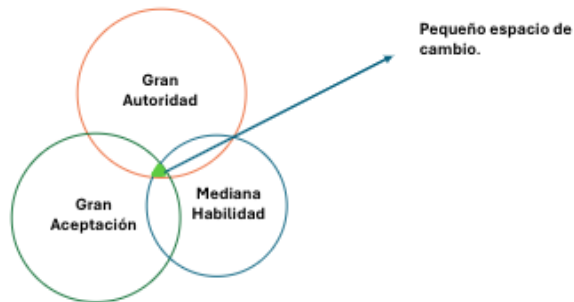 Pequeño espacio de
cambio.
Gran
Autoridad
Gran
Aceptación
Mediana
Habilidad